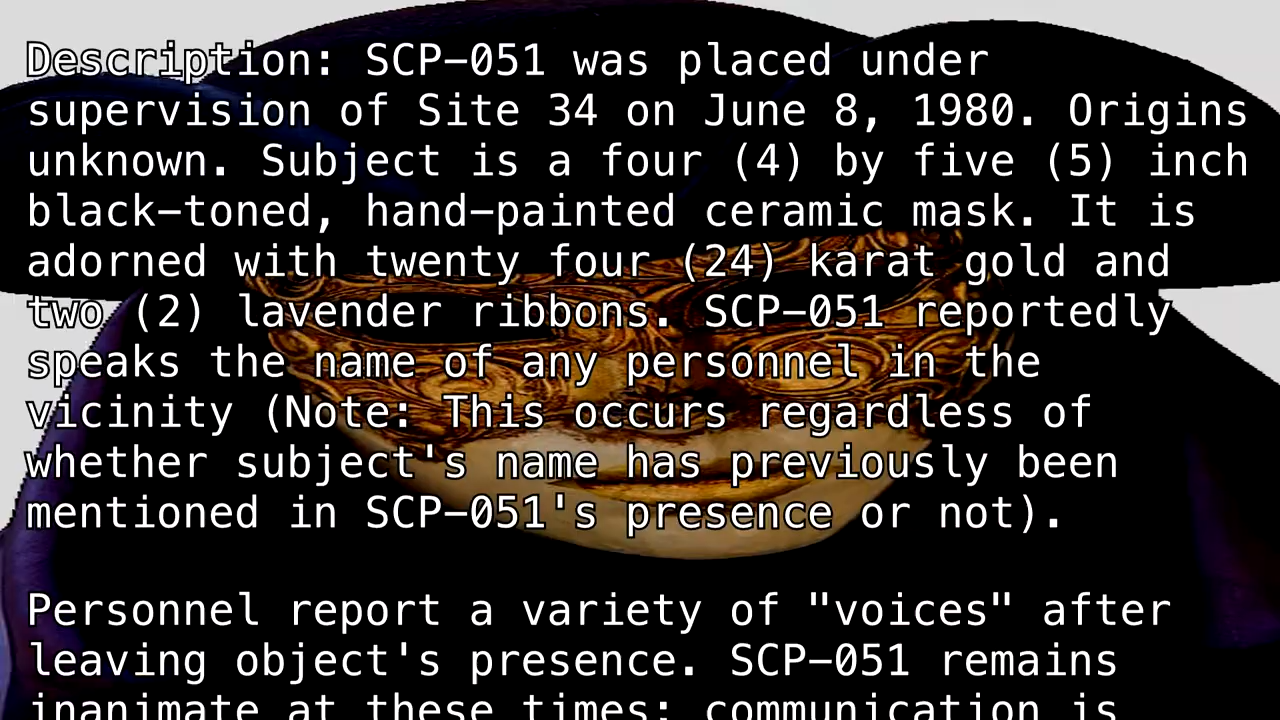 Description: SCP-051 was placed under
supervision of Site 34 on June 8, 1980. Origins
unknown. Subject is a four (4) by five (5) inch
black-toned, hand-painted ceramic mask. It is
adorned with twenty four (24) karat gold and
two (2) lavender ribbons. SCP-051 reportedly
speaks the name of any personnel in the
vicinity (Note: This occurs regardless of
whether subject's name has previously been
mentioned in SCP-051's presence or not).
Personnel report a variety of "voices" after
leaving object's presence. SCP-051 remains
inanimate at these times; communication is